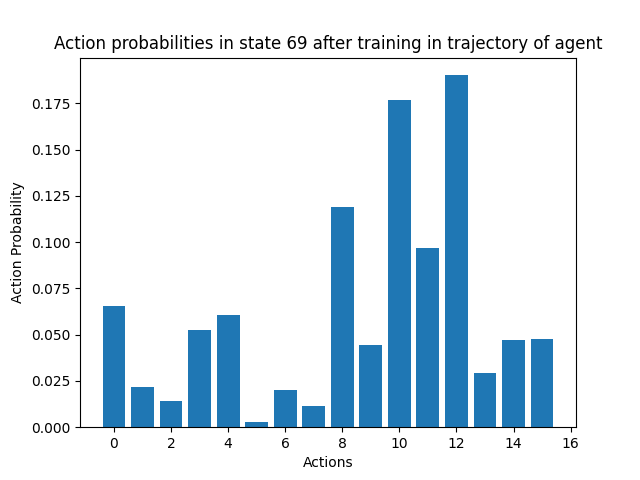 Action probabilities in state 69 after training in trajectory of agent
0.175
0.150
0.125
0.100
0.075
0.050
0.025
0.000
Action Probability
0 2 4 6 8 10 12 14 16
Actions